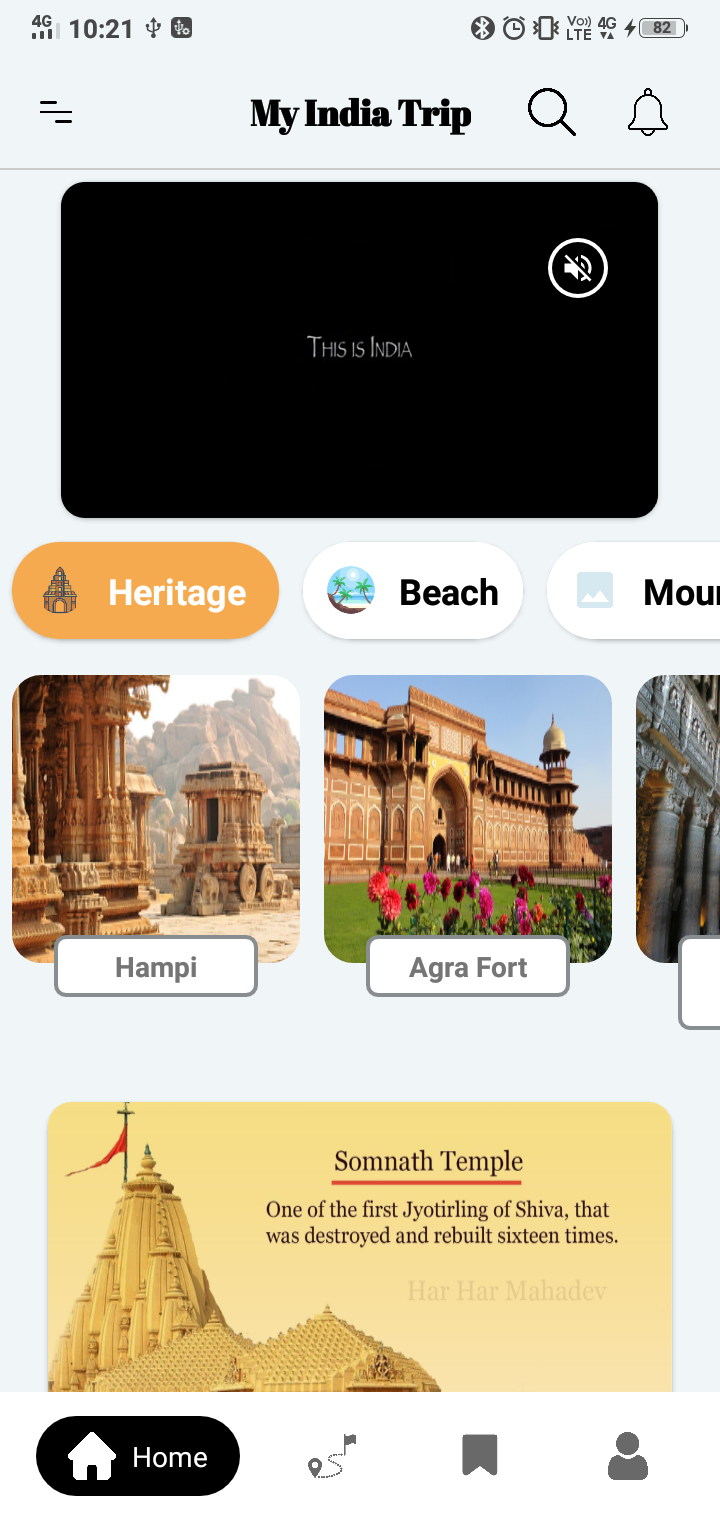 4G 10:21 Vo)) LTE 4G 82
My India Trip
THIS IS INDIA
Heritage Beach Moun
Hampi Agra Fort
Somnath Temple
One of the first Jyotirling of Shiva, that
was destroyed and rebuilt sixteen times.
Har Har Mahadev
Home